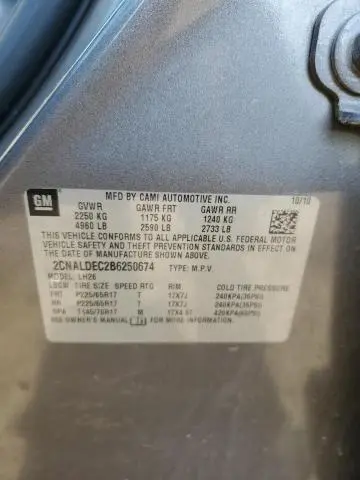 GM
MFD BY CAMI AUTOMOTIVE INC. 10/10
GVWR GAWR FRT GAWR RR
2250 KG 1175 KG 1240 KG
4960 LB 2590 LB 2733 LB
THIS VEHICLE CONFORMS TO ALL APPLICABLE U.S. FEDERAL MOTOR
VEHICLE SAFETY, BUMPER, AND THEFT PREVENTION STANDARDS IN EFFECT ON
THE DATE OF MANUFACTURE SHOWN ABOVE.
2CNALDEC2B6250674 TYPE: M.P.V.
MODEL: LH26
TIRE SIZE SPEED RTG RIM COLD TIRE PRESSURE
FRT P225/65R17 T 17X7J 240KPA(35PSI)
RR P225/65R17 T 17X7J 240KPA(35PSI)
SPA T145/70R17 M 17X4.5T 420KPA(60PSI)
SEE OWNER'S MANUAL